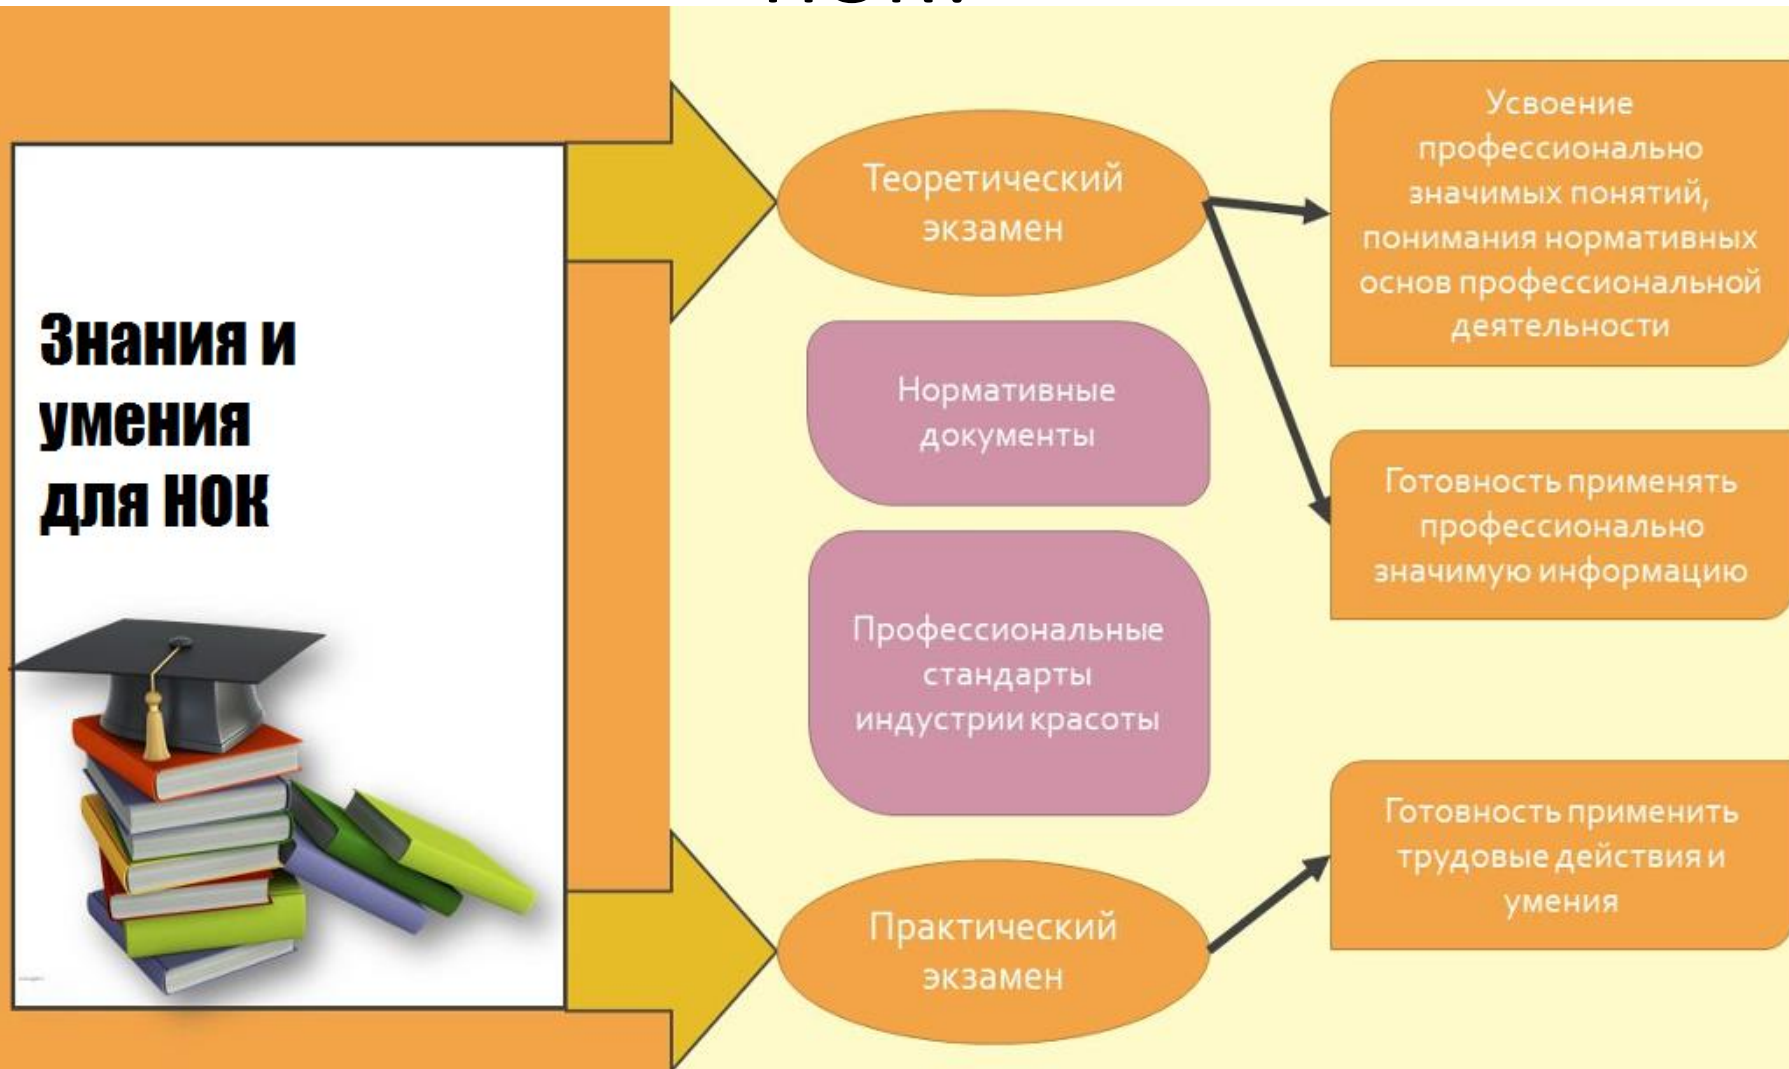 Знания и
умения
для НОК
Теоретический
экзамен
Нормативные
документы
Профессиональные
стандарты
индустрии красоты
Практический
экзамен
Усвоение
профессионально
значимых понятий,
понимания нормативных
основ профессиональной
деятельности
Готовность применять
профессионально
значимую информацию
Готовность применить
трудовые действия и
умения